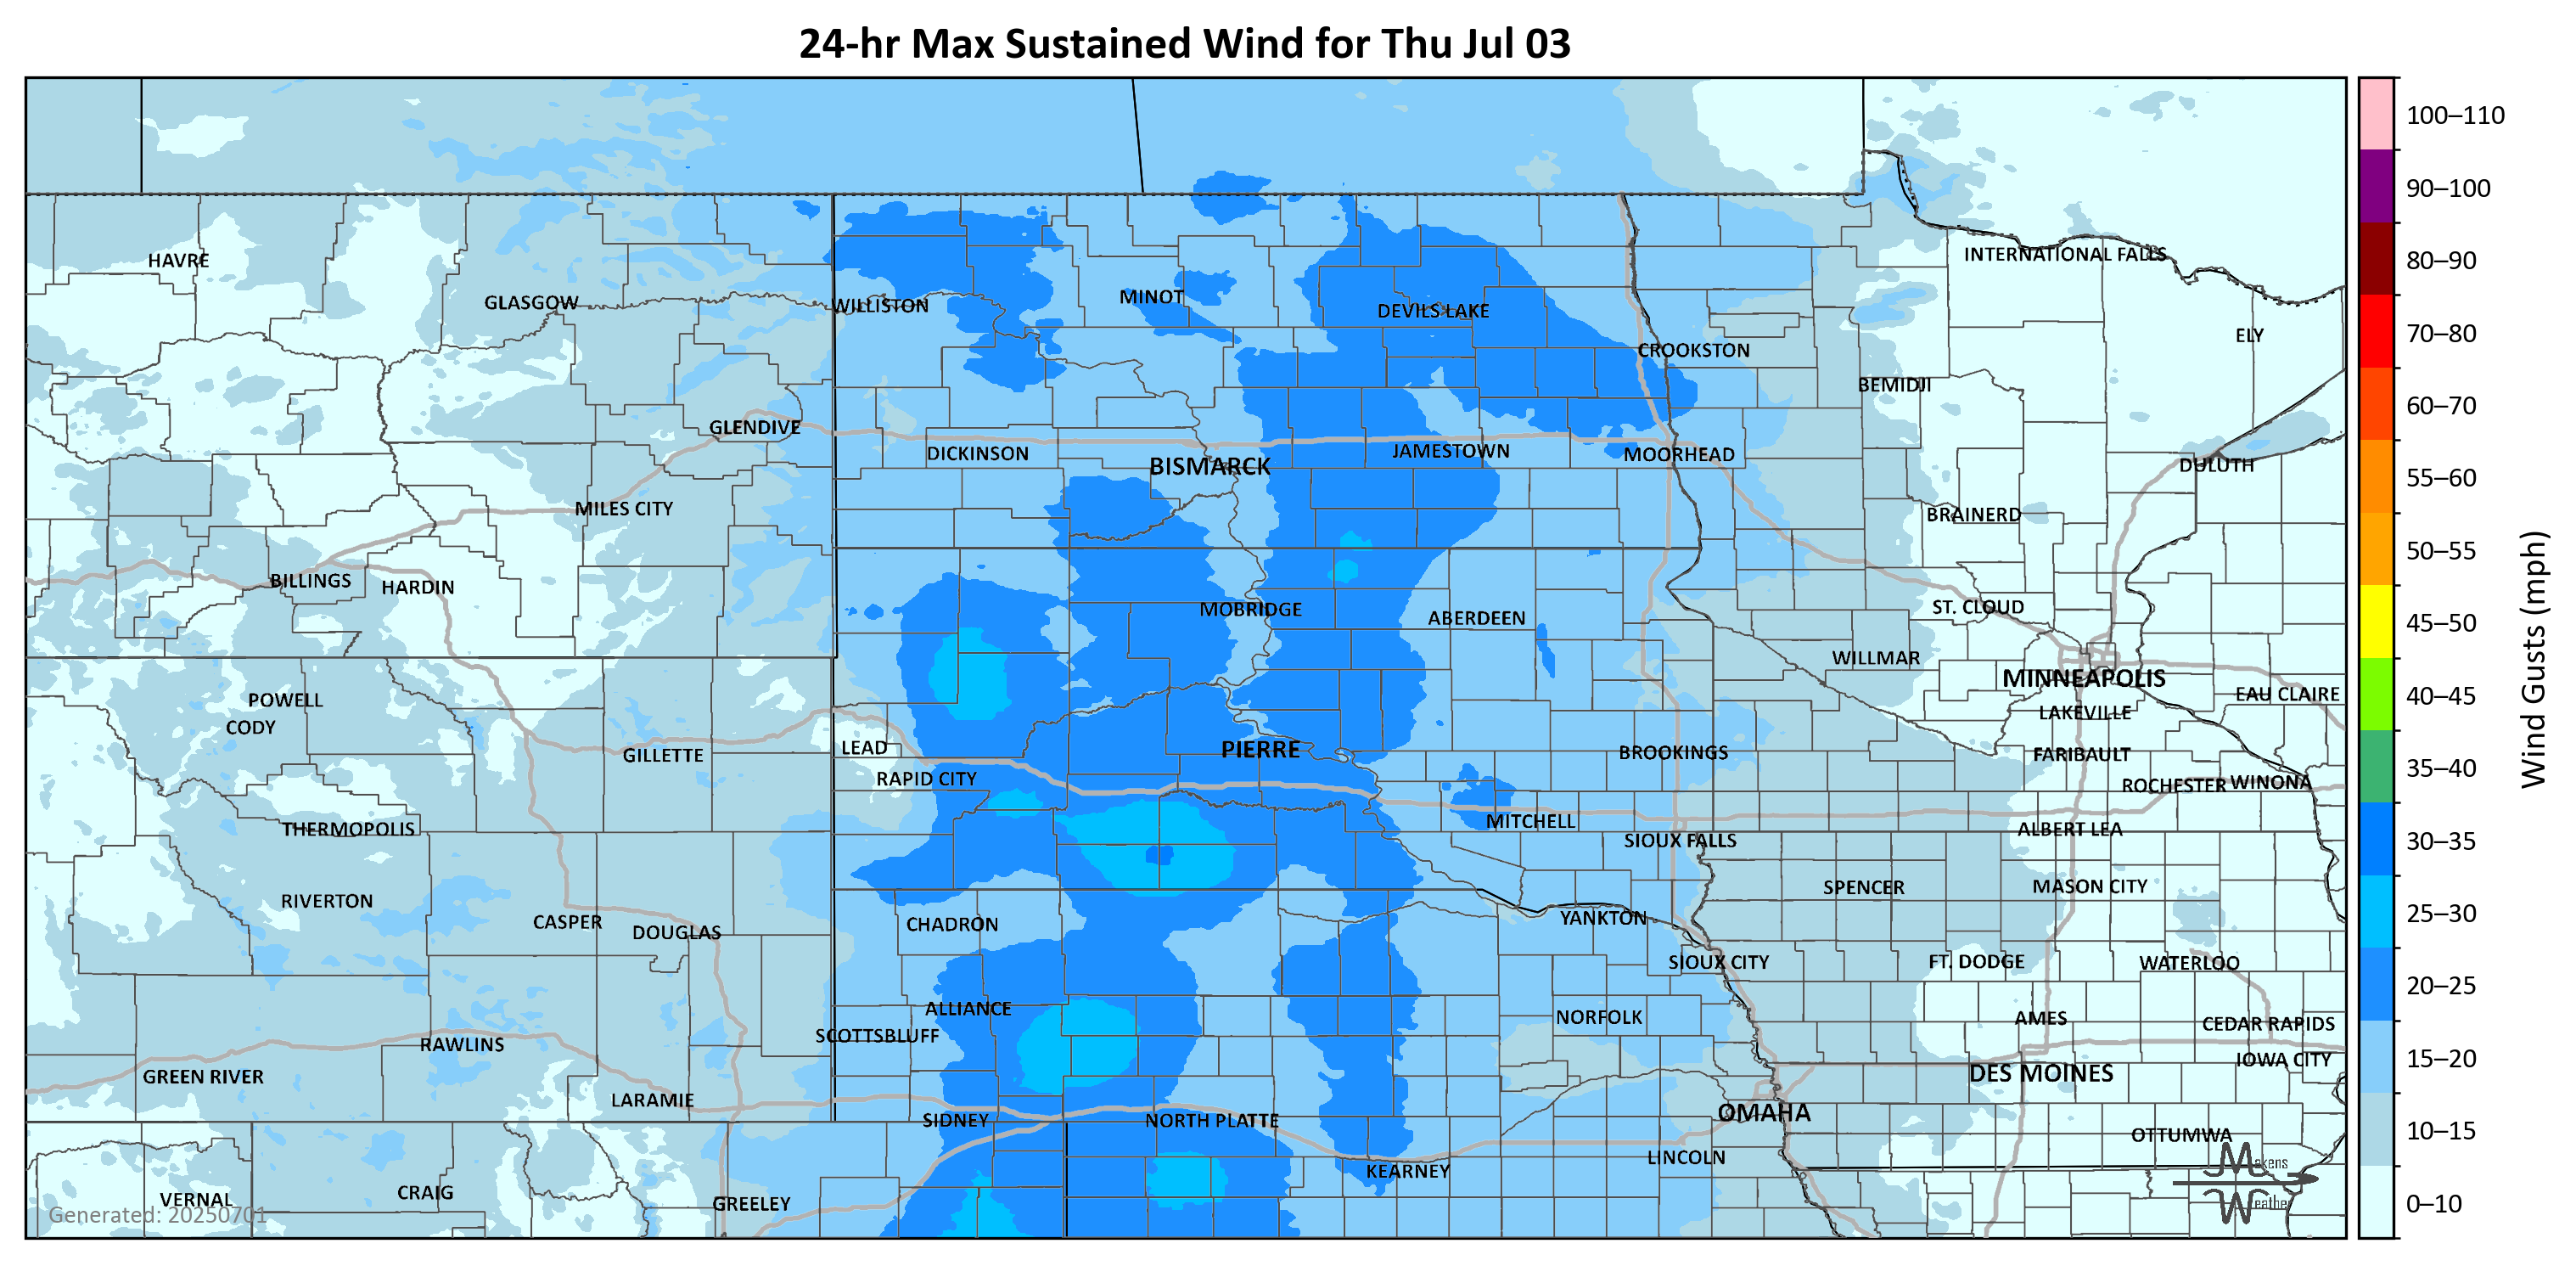 24-hr Max Sustained Wind for Thu Jul 03
100–110
90–100
80–90
70–80
60–70
55–60
50–55
45–50
40–45
35–40
30–35
25–30
20–25
15–20
10–15
0–10
Wind Gusts (mph)
HAVRE
INTERNATIONAL FALLS
GLASGOW
WILLISTON
MINOT
DEVILS LAKE
ELY
CROOKSTON
BEMIDJI
GLENDIVE
DICKINSON
BISMARCK
JAMESTOWN
MOORHEAD
DULUTH
MILES CITY
BRAINERD
BILLINGS
HARDIN
MOBRIDGE
ABERDEEN
ST. CLOUD
WILLMAR
MINNEAPOLIS
EAU CLAIRE
POWELL
CODY
LAKEVILLE
GILLETTE
LEAD
PIERRE
BROOKINGS
FARIBAULT
RAPID CITY
ROCHESTER
WINONA
THERMOPOLIS
MITCHELL
SIOUX FALLS
ALBERT LEA
RIVERTON
SPENCER
MASON CITY
CASPER
DOUGLAS
CHADRON
YANKTON
SIOUX CITY
FT. DODGE
WATERLOO
ALLIANCE
SCOTTSBLUFF
NORFOLK
AMES
CEDAR RAPIDS
RAWLINS
IOWA CITY
GREEN RIVER
DES MOINES
LARAMIE
SIDNEY
NORTH PLATTE
OMAHA
OTTUMWA
KEARNEY
LINCOLN
VERNAL
CRAIG
GREELEY
Generated: 20250701
Makens
Weather